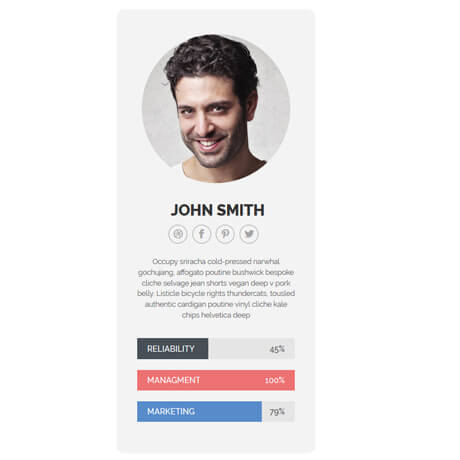 JOHN SMITH
Occupy sriracha cold-pressed narwhal
gochujang, affogato poutine bushwick bespoke
cliche selvage jean shorts vegan deep v pork
belly. Listicle bicycle rights thundercats, tousled
authentic cardigan poutine vinyl cliche kale
chips helvetica deep
RELIABILITY 45%
MANAGMENT 100%
MARKETING 79%